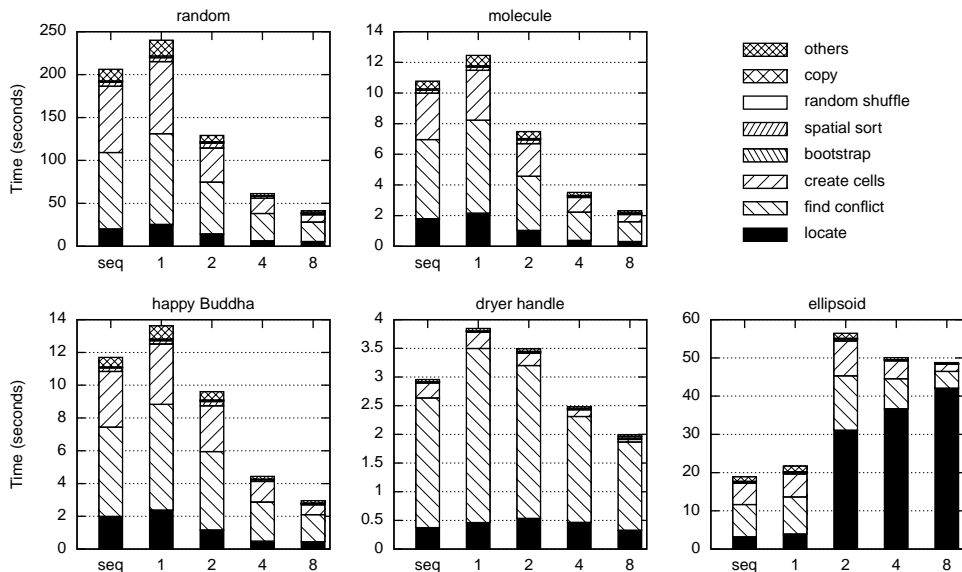 random
250
200
150
100
50
0
Time (seconds)
seq 1 2 4 8
molecule
14
12
10
8
6
4
2
0
seq 1 2 4 8
others
copy
random shuffle
spatial sort
bootstrap
create cells
find conflict
locate
happy Buddha
14
12
10
8
6
4
2
0
Time (seconds)
seq 1 2 4 8
dryer handle
4
3.5
3
2.5
2
1.5
1
0.5
0
seq 1 2 4 8
ellipsoid
60
50
40
30
20
10
0
seq 1 2 4 8